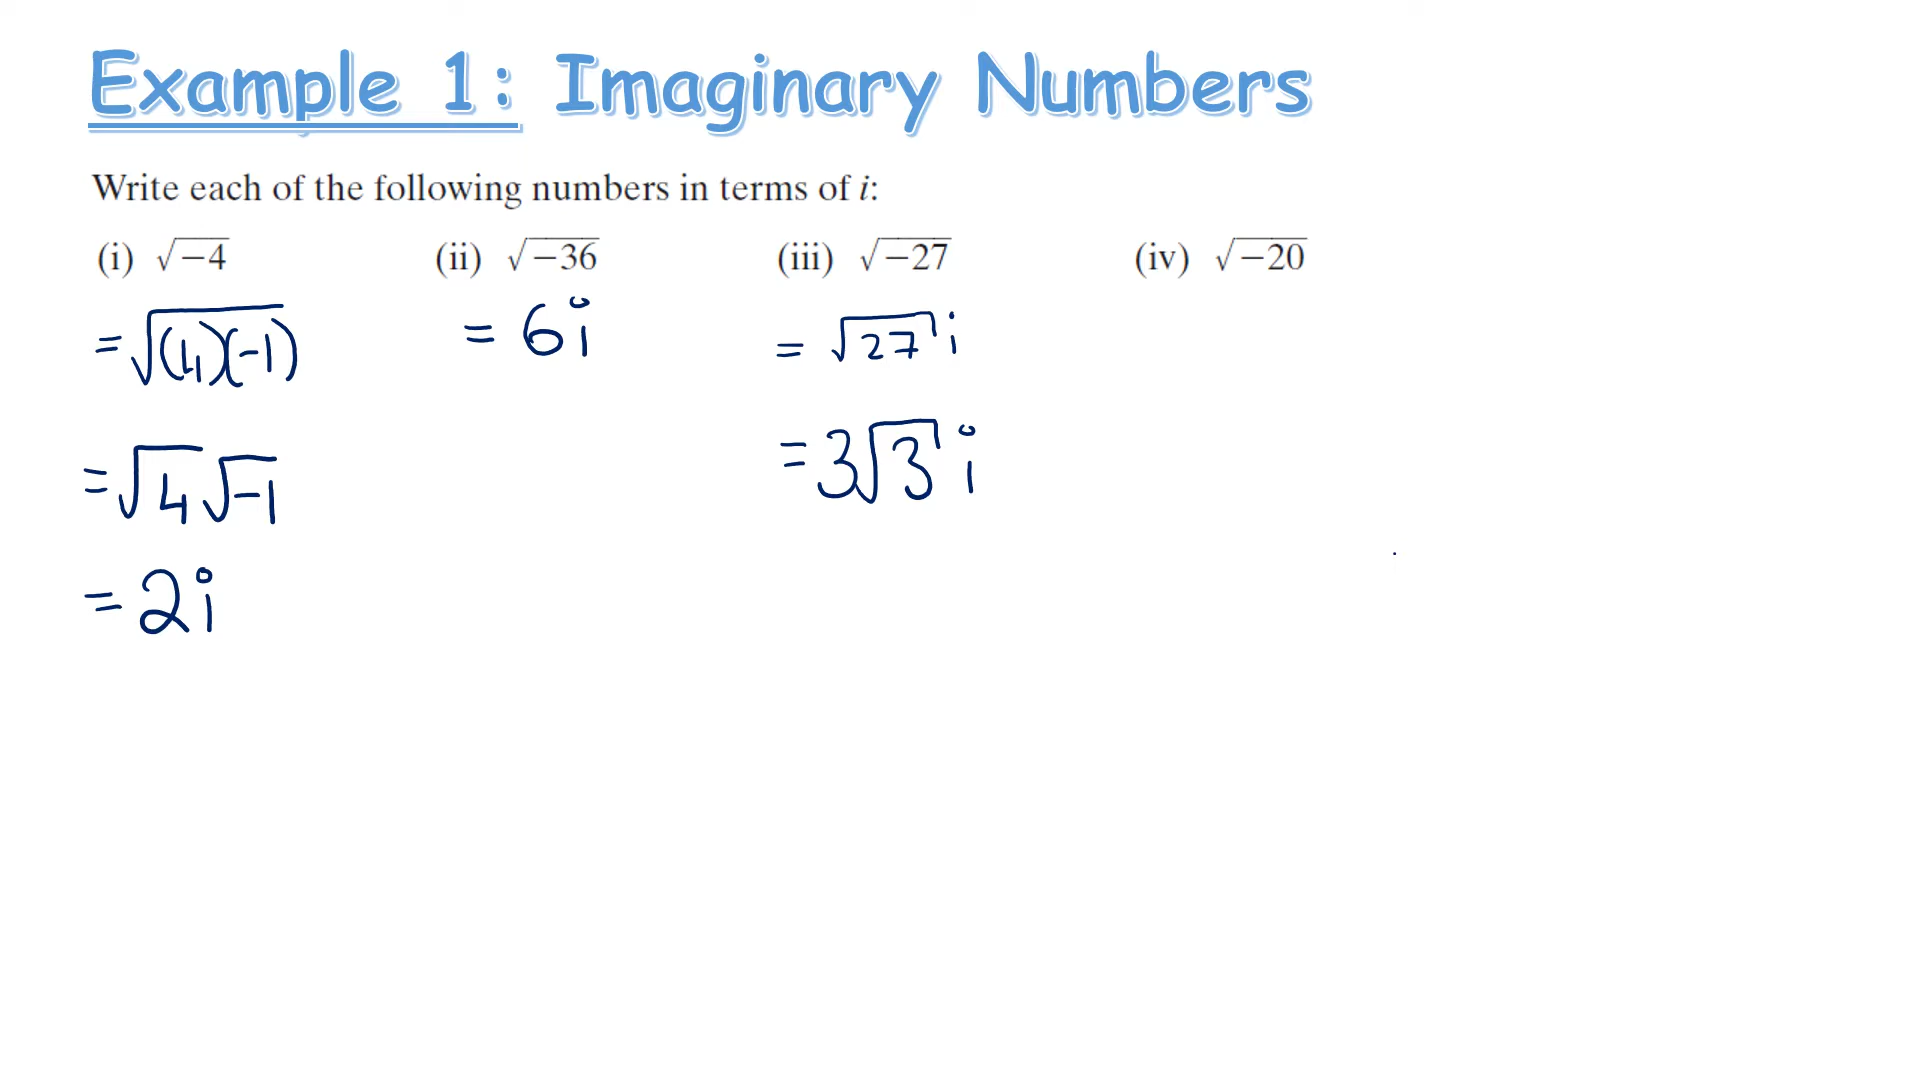 Example 1: Imaginary Numbers
Write each of the following numbers in terms of i:
(i) √−4 (ii) √−36 (iii) √−27 (iv) √−20
= √(4)(-1)
= √4 √-1
= 2i
= 6i
= √27 i
= 3√3 i